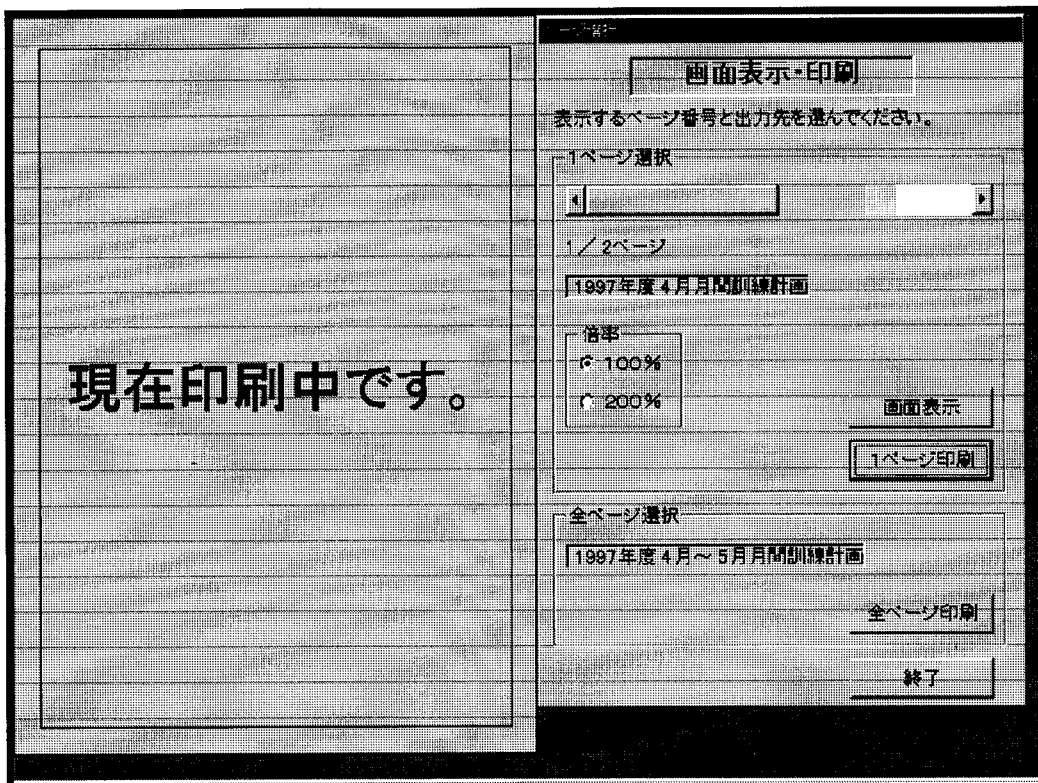 現在印刷中です。
画面表示・印刷
表示するページ番号と出力先を選んでください。
1ページ選択
1／2ページ
1997年度4月月間訓練計画
倍率
100%
200%
画面表示
1ページ印刷
全ページ選択
1997年度4月～5月月間訓練計画
全ページ印刷
終了